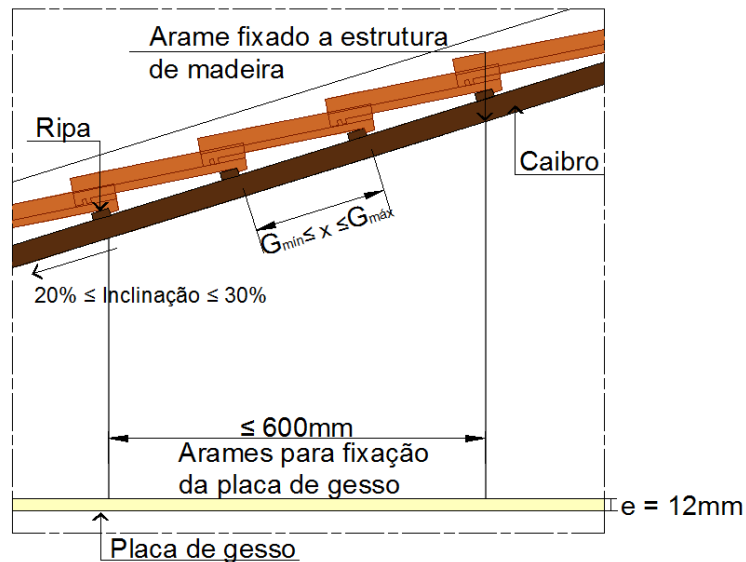 Arame fixado a estrutura
de madeira
Ripa
Caibro
Gmín≤ x ≤Gmáx
20% ≤ Inclinação ≤ 30%
≤ 600mm
Arames para fixação
da placa de gesso
e = 12mm
Placa de gesso